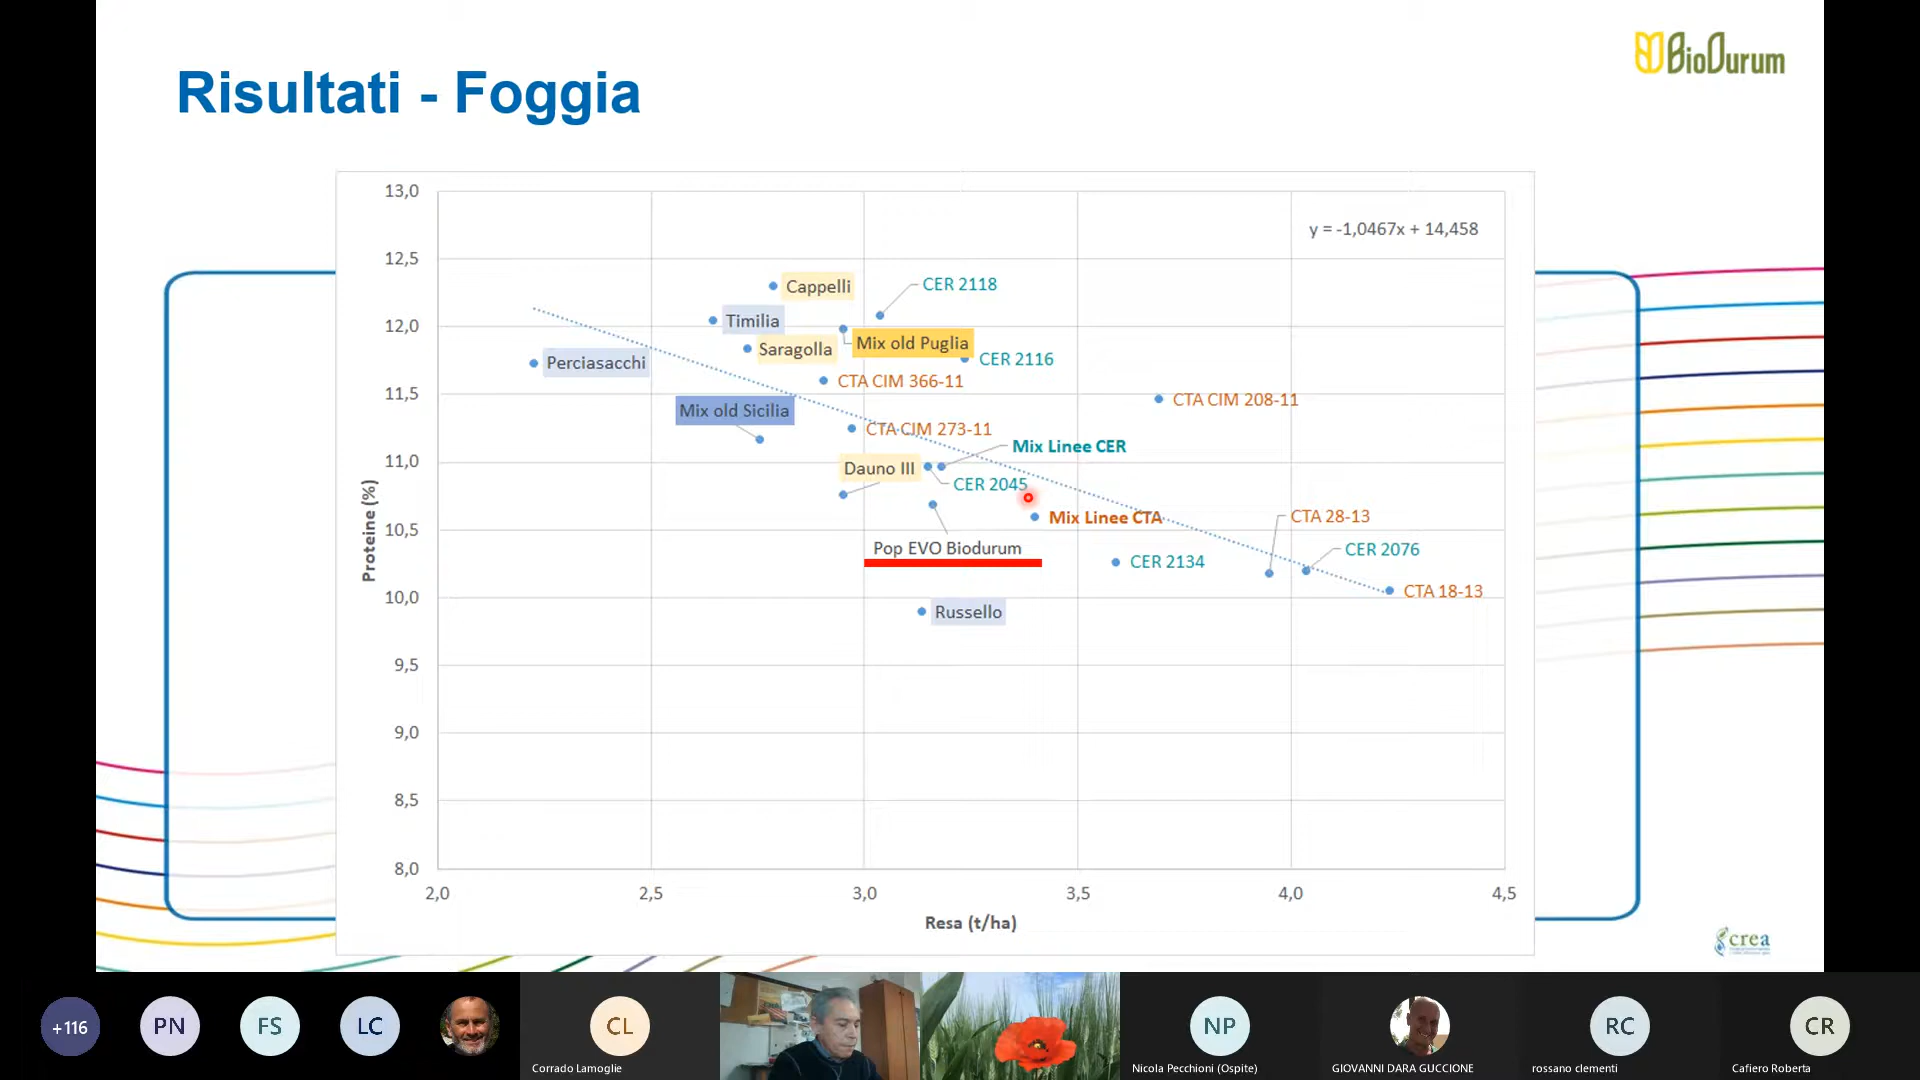 BioDurum
Risultati - Foggia
13,0
12,5
12,0
11,5
11,0
10,5
10,0
9,5
9,0
8,5
8,0
Proteine (%)
y = -1,0467x + 14,458
Cappelli
CER 2118
Timilia
Mix old Puglia
Saragolla
CER 2116
Perciasacchi
CTA CIM 366-11
CTA CIM 208-11
Mix old Sicilia
CTA CIM 273-11
Mix Linee CER
Dauno III
CER 2045
Mix Linee CTA
CTA 28-13
Pop EVO Biodurum
CER 2076
CER 2134
CTA 18-13
Russello
2,0 2,5 3,0 3,5 4,0 4,5
Resa (t/ha)
crea
+116 PN FS LC CL NP RC CR
Corrado Lamoglie
Nicola Pecchioni (Ospite)
GIOVANNI DARA GUCCIONE
rossano clementi
Cafiero Roberta